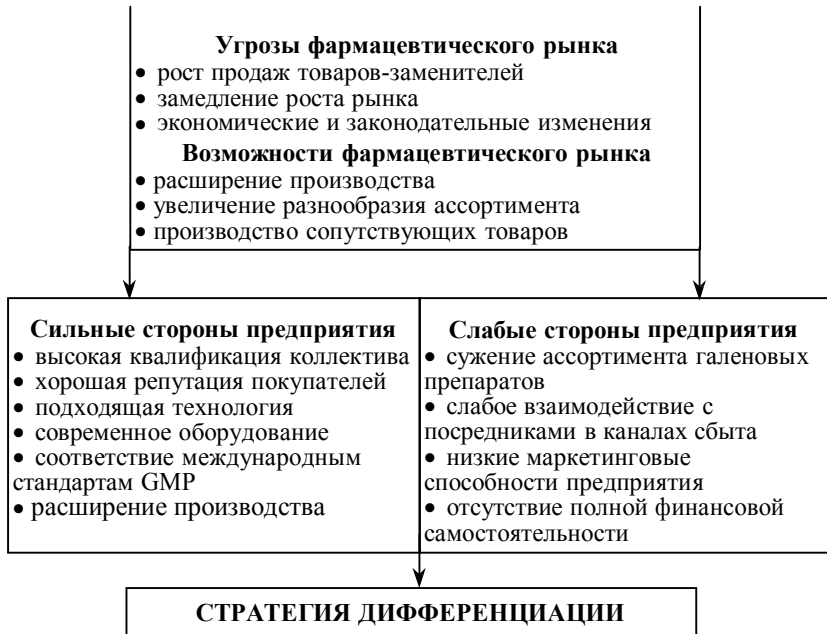 Угрозы фармацевтического рынка
• рост продаж товаров-заменителей
• замедление роста рынка
• экономические и законодательные изменения
Возможности фармацевтического рынка
• расширение производства
• увеличение разнообразия ассортимента
• производство сопутствующих товаров
Сильные стороны предприятия
• высокая квалификация коллектива
• хорошая репутация покупателей
• подходящая технология
• современное оборудование
• соответствие международным
стандартам GMP
• расширение производства
Слабые стороны предприятия
• сужение ассортимента галеновых
препаратов
• слабое взаимодействие с
посредниками в каналах сбыта
• низкие маркетинговые
способности предприятия
• отсутствие полной финансовой
самостоятельности
СТРАТЕГИЯ ДИФФЕРЕНЦИАЦИИ